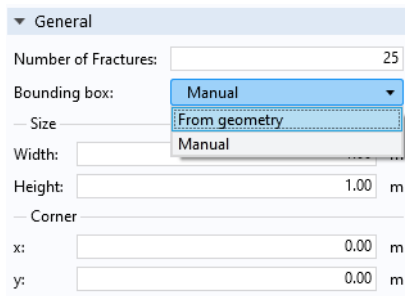 General
Number of Fractures: 25
Bounding box: Manual
From geometry
Manual
Size
Width: m
Height: 1.00 m
Corner
x: 0.00 m
y: 0.00 m